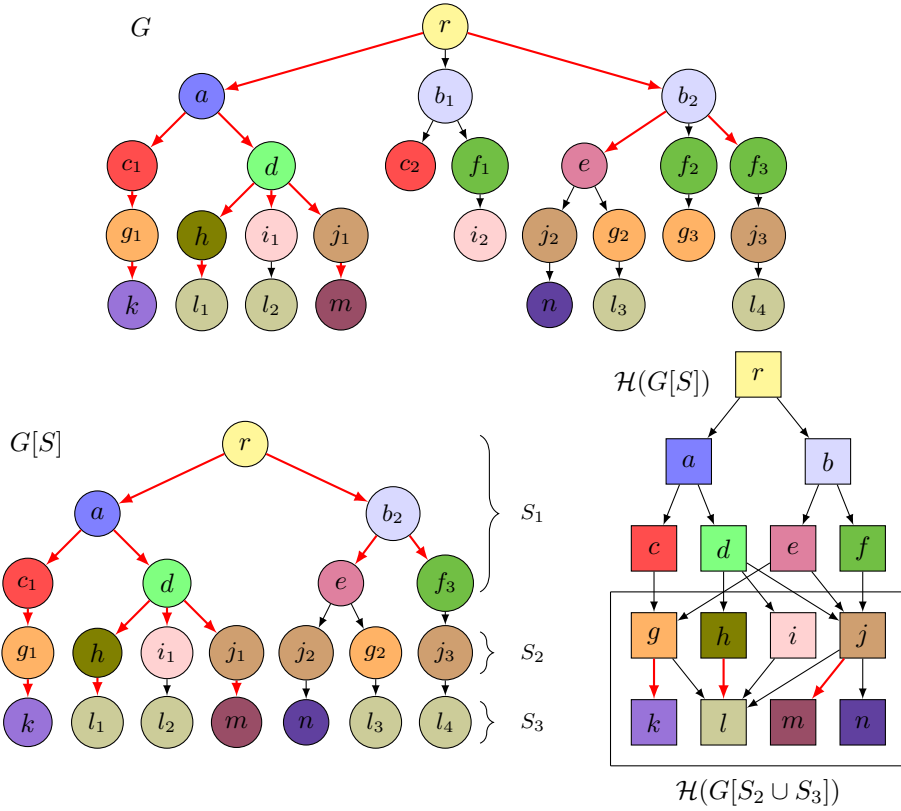 G
r
a b₁ b₂
c₁ d c₂ f₁ e f₂ f₃
g₁ h i₁ j₁ i₂ j₂ g₂ g₃ j₃
k l₁ l₂ m n l₃ l₄
G[S]
r
a b₂
c₁ d e f₃
g₁ h i₁ j₁ j₂ g₂ j₃
k l₁ l₂ m n l₃ l₄
S₁
S₂
S₃
ℋ(G[S])
r
a b
c d e f
g h i j
k l m n
ℋ(G[S₂ ∪ S₃])